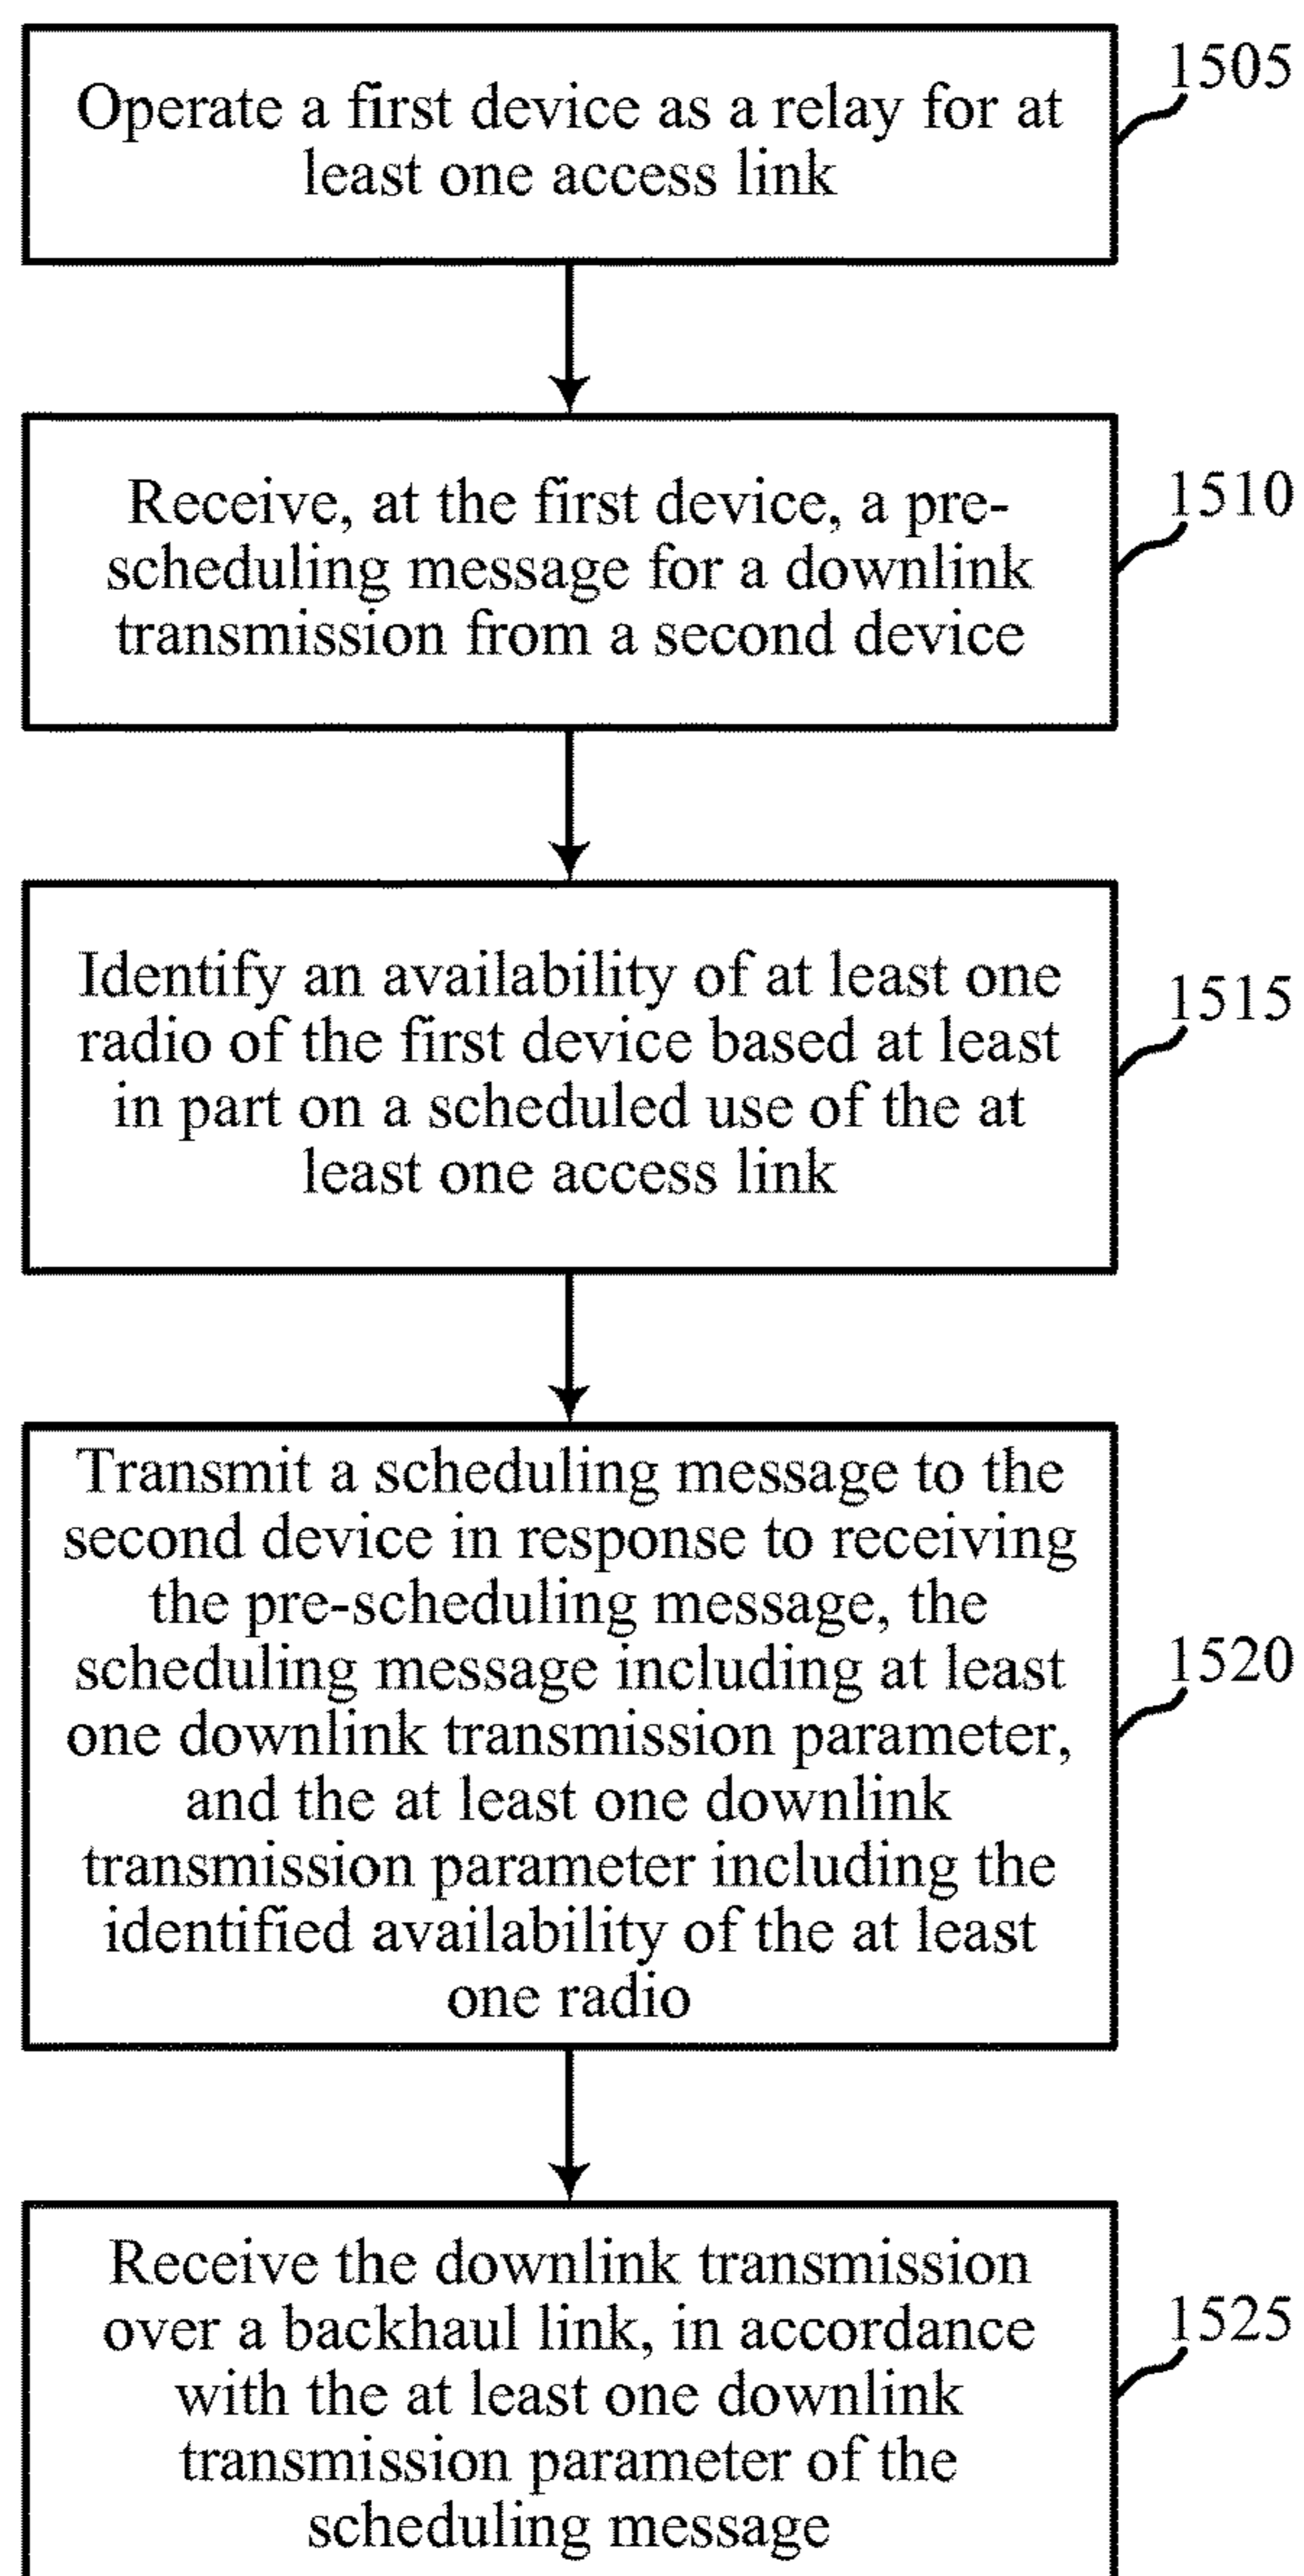 Operate a first device as a relay for at
least one access link
1505
Receive, at the first device, a pre-
scheduling message for a downlink
transmission from a second device
1510
Identify an availability of at least one
radio of the first device based at least
in part on a scheduled use of the at
least one access link
1515
Transmit a scheduling message to the
second device in response to receiving
the pre-scheduling message, the
scheduling message including at least
one downlink transmission parameter,
and the at least one downlink
transmission parameter including the
identified availability of the at least
one radio
1520
Receive the downlink transmission
over a backhaul link, in accordance
with the at least one downlink
transmission parameter of the
scheduling message
1525